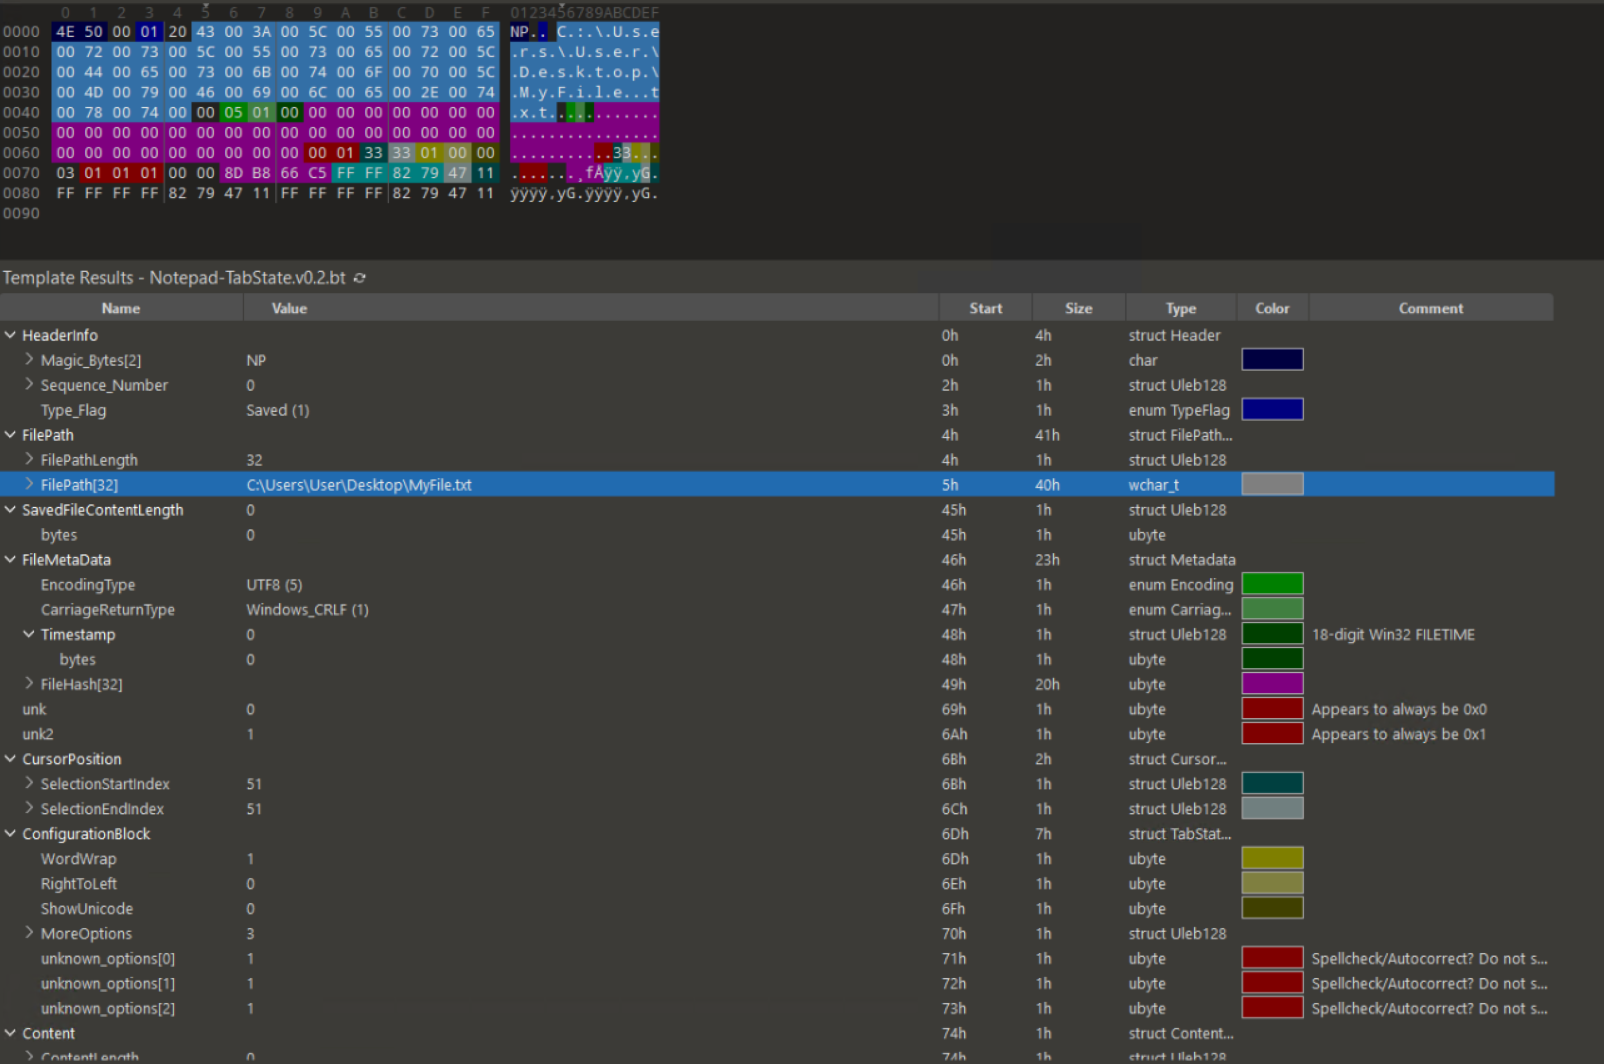 0 1 2 3 4 5 6 7 8 9 A B C D E F 0123456789ABCDEF
0000 4E 50 00 01 20 43 00 3A 00 5C 00 55 00 73 00 65 NP.. C.:.\.U.s.e
0010 00 72 00 73 00 5C 00 55 00 73 00 65 00 72 00 5C .r.s.\.U.s.e.r.\
0020 00 44 00 65 00 73 00 6B 00 74 00 6F 00 70 00 5C .D.e.s.k.t.o.p.\
0030 00 4D 00 79 00 46 00 69 00 6C 00 65 00 2E 00 74 .M.y.F.i.l.e...t
0040 00 78 00 74 00 00 05 01 00 00 00 00 00 00 00 00 .x.t............
0050 00 00 00 00 00 00 00 00 00 00 00 00 00 00 00 00 ................
0060 00 00 00 00 00 00 00 00 00 00 01 33 33 01 00 00 ...........33...
0070 03 01 01 01 00 00 8D B8 66 C5 FF FF 82 79 47 11 .......¸fÅÿÿ‚yG.
0080 FF FF FF FF 82 79 47 11 FF FF FF FF 82 79 47 11 ÿÿÿÿ‚yG.ÿÿÿÿ‚yG.
0090
Template Results - Notepad-TabState.v0.2.bt
Name Value Start Size Type Color Comment
HeaderInfo 0h 4h struct Header
Magic_Bytes[2] NP 0h 2h char
Sequence_Number 0 2h 1h struct Uleb128
Type_Flag Saved (1) 3h 1h enum TypeFlag
FilePath 4h 41h struct FilePath...
FilePathLength 32 4h 1h struct Uleb128
FilePath[32] C:\Users\User\Desktop\MyFile.txt 5h 40h wchar_t
SavedFileContentLength 0 45h 1h struct Uleb128
bytes 0 45h 1h ubyte
FileMetaData 46h 23h struct Metadata
EncodingType UTF8 (5) 46h 1h enum Encoding
CarriageReturnType Windows_CRLF (1) 47h 1h enum Carriag...
Timestamp 0 48h 1h struct Uleb128 18-digit Win32 FILETIME
bytes 0 48h 1h ubyte
FileHash[32] 49h 20h ubyte
unk 0 69h 1h ubyte Appears to always be 0x0
unk2 1 6Ah 1h ubyte Appears to always be 0x1
CursorPosition 6Bh 2h struct Cursor...
SelectionStartIndex 51 6Bh 1h struct Uleb128
SelectionEndIndex 51 6Ch 1h struct Uleb128
ConfigurationBlock 6Dh 7h struct TabStat...
WordWrap 1 6Dh 1h ubyte
RightToLeft 0 6Eh 1h ubyte
ShowUnicode 0 6Fh 1h ubyte
MoreOptions 3 70h 1h struct Uleb128
unknown_options[0] 1 71h 1h ubyte Spellcheck/Autocorrect? Do not s...
unknown_options[1] 1 72h 1h ubyte Spellcheck/Autocorrect? Do not s...
unknown_options[2] 1 73h 1h ubyte Spellcheck/Autocorrect? Do not s...
Content 74h 1h struct Content...
ContentLength 0 74h 1h struct Uleb128